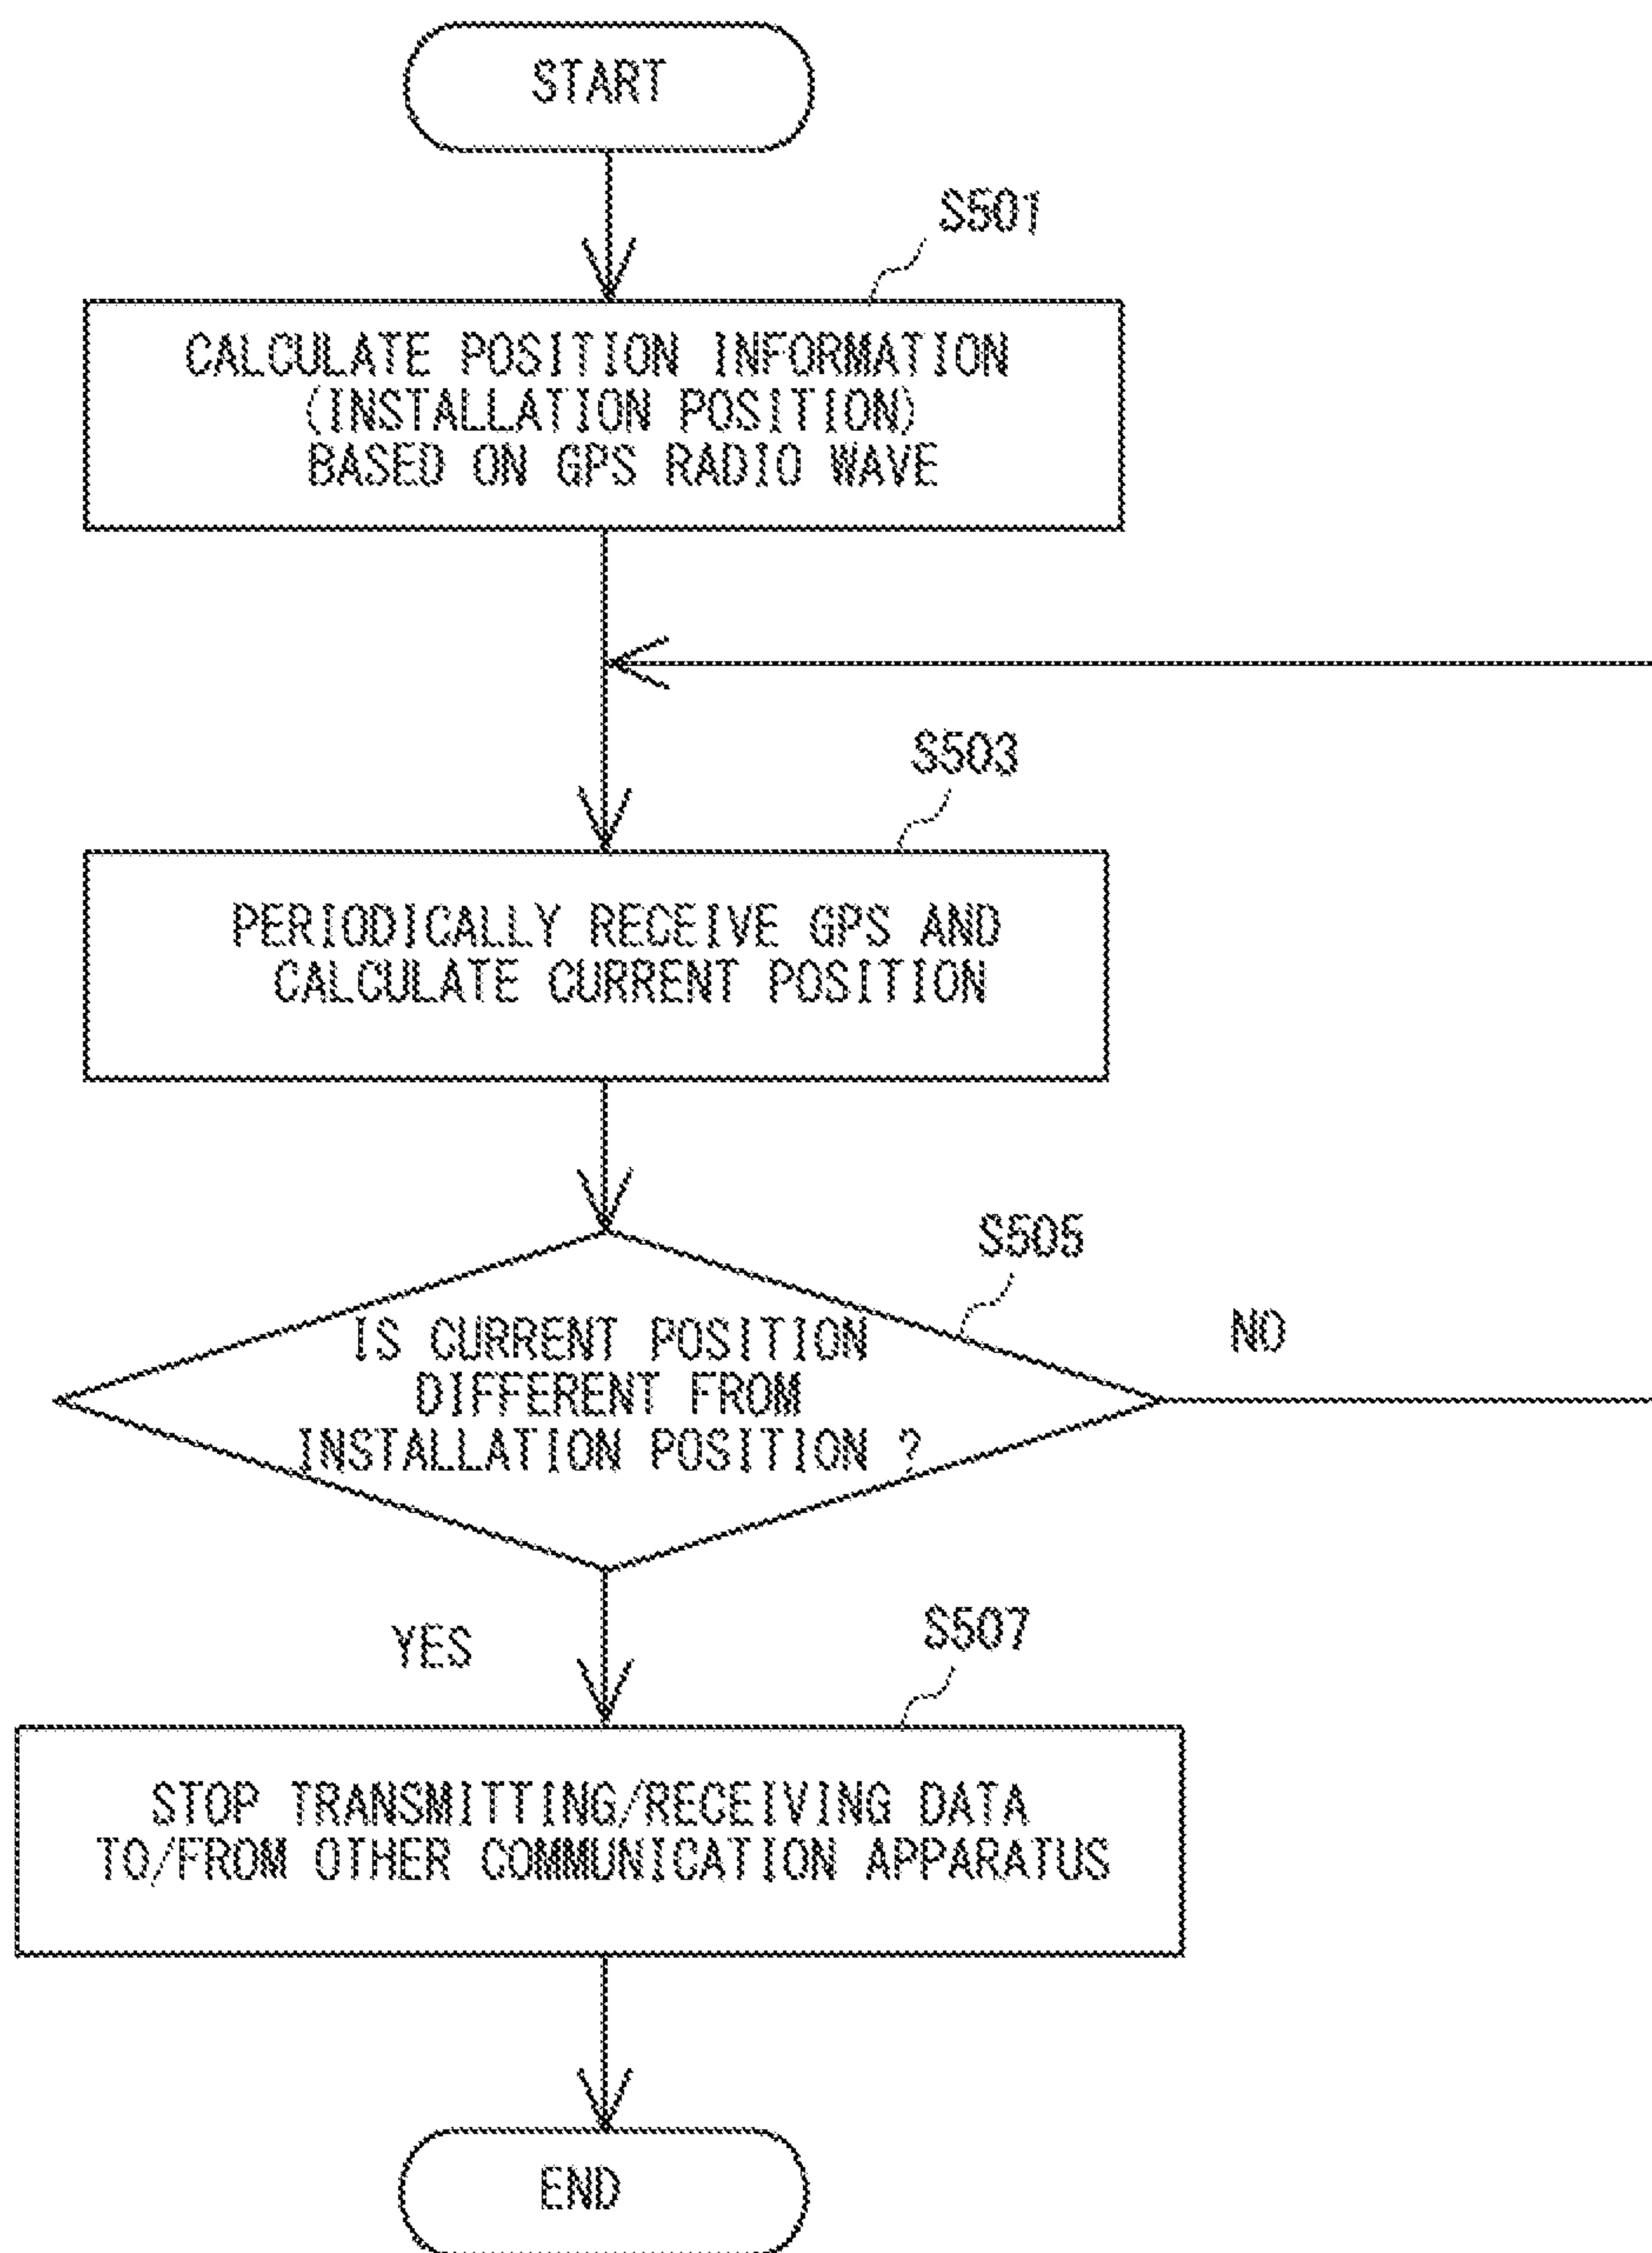 START
S501
CALCULATE POSITION INFORMATION
(INSTALLATION POSITION)
BASED ON GPS RADIO WAVE
S503
PERIODICALLY RECEIVE GPS AND
CALCULATE CURRENT POSITION
S505
IS CURRENT POSITION
DIFFERENT FROM
INSTALLATION POSITION ?
NO
YES
S507
STOP TRANSMITTING/RECEIVING DATA
TO/FROM OTHER COMMUNICATION APPARATUS
END